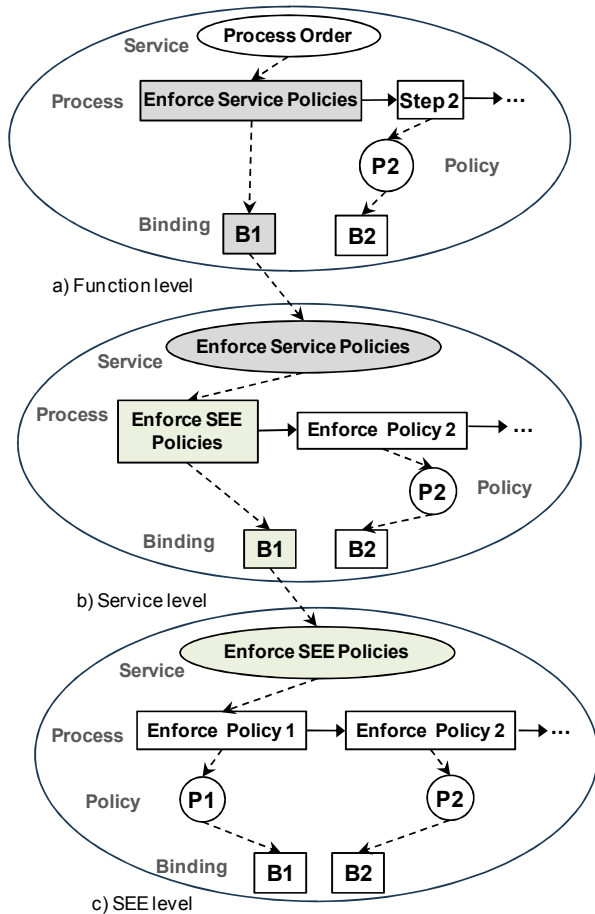 Service
Process Order
Process
Enforce Service Policies
Step 2
...
P2
Policy
Binding
B1
B2
a) Function level
Service
Enforce Service Policies
Process
Enforce SEE
Policies
Enforce Policy 2
...
P2
Policy
Binding
B1
B2
b) Service level
Service
Enforce SEE Policies
Process
Enforce Policy 1
Enforce Policy 2
...
Policy
P1
P2
Binding
B1
B2
c) SEE level